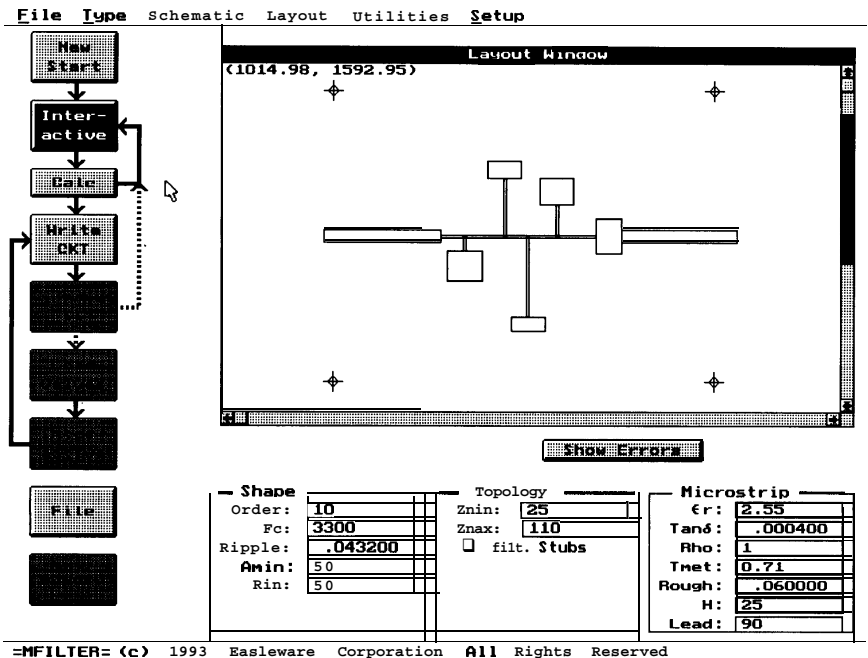 File Type Schematic Layout Utilities Setup
New
Start
Inter-
active
Calc
Write
CKT
File
Layout Window
(1014.98, 1592.95)
Show Errors
Shape
Order: 10
Fc: 3300
Ripple: .043200
Amin: 50
Rin: 50
Topology
Znin: 25
Znax: 110
filt. Stubs
Microstrip
Єr: 2.55
Tanδ: .000400
Rho: 1
Tmet: 0.71
Rough: .060000
H: 25
Lead: 90
=MFILTER= (c) 1993 Easleware Corporation All Rights Reserved